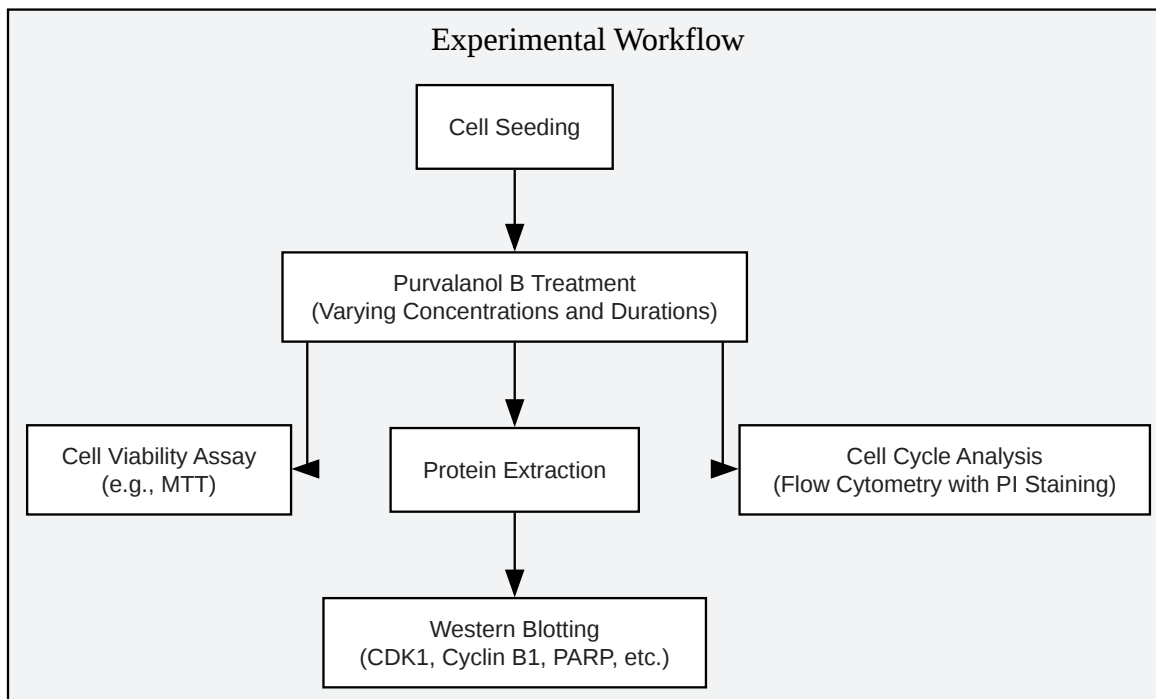 Experimental Workflow
Cell Seeding
Purvalanol B Treatment
(Varying Concentrations and Durations)
Cell Viability Assay
(e.g., MTT)
Protein Extraction
Cell Cycle Analysis
(Flow Cytometry with PI Staining)
Western Blotting
(CDK1, Cyclin B1, PARP, etc.)